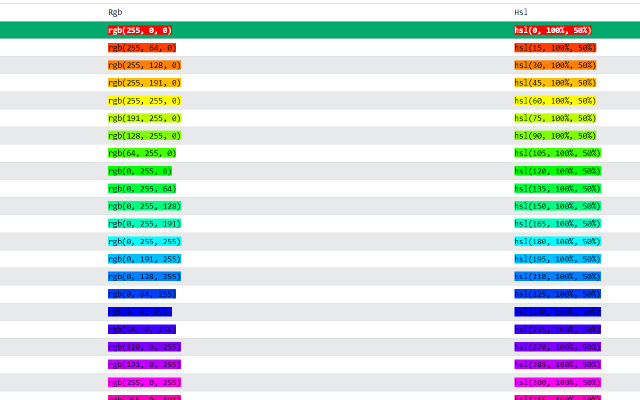 Rgb Hsl
rgb(255, 0, 0) hsl(0, 100%, 50%)
rgb(255, 64, 0) hsl(15, 100%, 50%)
rgb(255, 128, 0) hsl(30, 100%, 50%)
rgb(255, 191, 0) hsl(45, 100%, 50%)
rgb(255, 255, 0) hsl(60, 100%, 50%)
rgb(191, 255, 0) hsl(75, 100%, 50%)
rgb(128, 255, 0) hsl(90, 100%, 50%)
rgb(64, 255, 0) hsl(105, 100%, 50%)
rgb(0, 255, 0) hsl(120, 100%, 50%)
rgb(0, 255, 64) hsl(135, 100%, 50%)
rgb(0, 255, 128) hsl(150, 100%, 50%)
rgb(0, 255, 191) hsl(165, 100%, 50%)
rgb(0, 255, 255) hsl(180, 100%, 50%)
rgb(0, 191, 255) hsl(195, 100%, 50%)
rgb(0, 128, 255) hsl(210, 100%, 50%)
rgb(0, 64, 255) hsl(225, 100%, 50%)
rgb(0, 0, 255) hsl(240, 100%, 50%)
rgb(64, 0, 255) hsl(255, 100%, 50%)
rgb(128, 0, 255) hsl(270, 100%, 50%)
rgb(191, 0, 255) hsl(285, 100%, 50%)
rgb(255, 0, 255) hsl(300, 100%, 50%)
rgb(255, 0, 191) hsl(315, 100%, 50%)